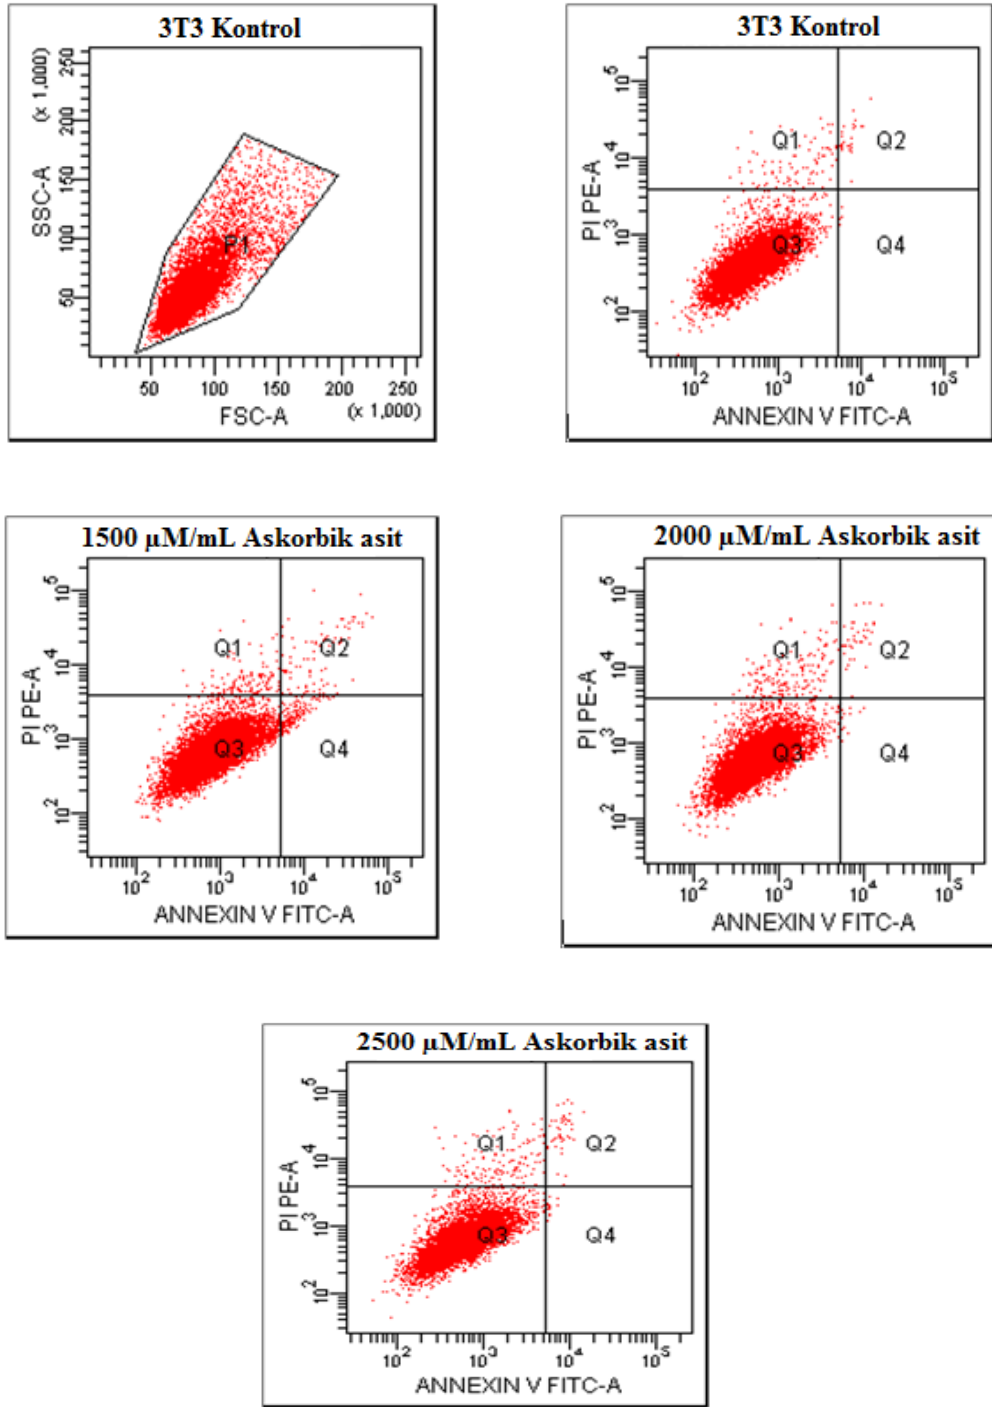 3T3 Kontrol
(x 1,000)
250
200
150
100
50
SSC-A
P1
50 100 150 200 250
(x 1,000)
FSC-A
3T3 Kontrol
PI PE-A
10^5
10^4
10^3
10^2
Q1 Q2
Q3 Q4
10^2 10^3 10^4 10^5
ANNEXIN V FITC-A
1500 µM/mL Askorbik asit
PI PE-A
10^5
10^4
10^3
10^2
Q1 Q2
Q3 Q4
10^2 10^3 10^4 10^5
ANNEXIN V FITC-A
2000 µM/mL Askorbik asit
PI PE-A
10^5
10^4
10^3
10^2
Q1 Q2
Q3 Q4
10^2 10^3 10^4 10^5
ANNEXIN V FITC-A
2500 µM/mL Askorbik asit
PI PE-A
10^5
10^4
10^3
10^2
Q1 Q2
Q3 Q4
10^2 10^3 10^4 10^5
ANNEXIN V FITC-A